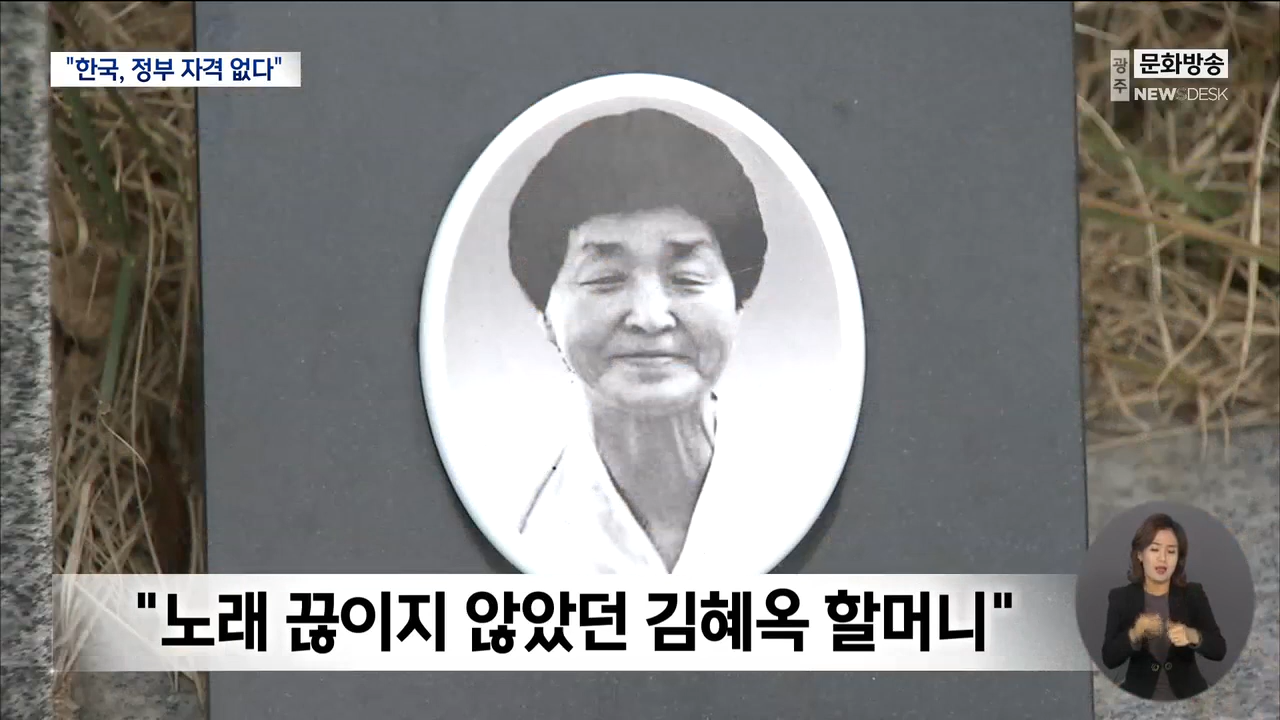 "한국, 정부 자격 없다"
광주
문화방송
NEWSDESK
"노래 끊이지 않았던 김혜옥 할머니"